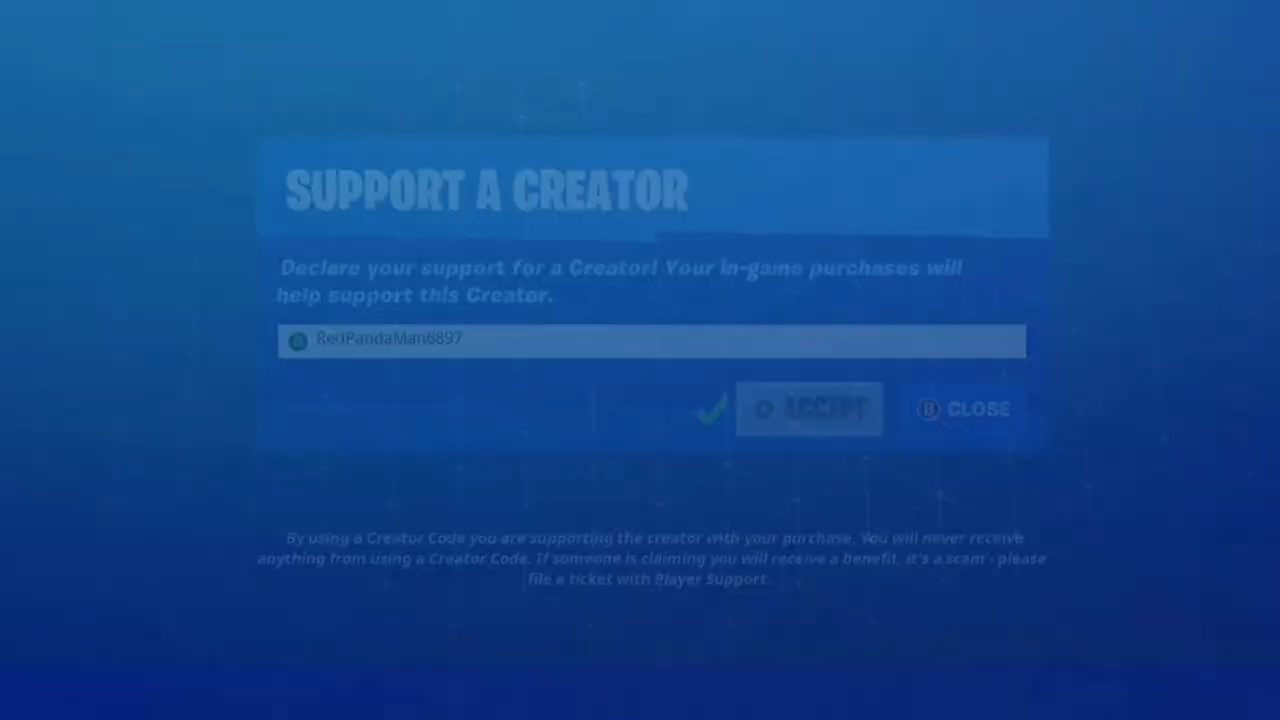 SUPPORT A CREATOR
Declare your support for a Creator! Your in-game purchases will
help support this Creator.
RedPandaMan6897
ACCEPT
B CLOSE
By using a Creator Code you are supporting the creator with your purchase. You will never receive
anything from using a Creator Code. If someone is claiming you will receive a benefit, it's a scam - please
file a ticket with Player Support.